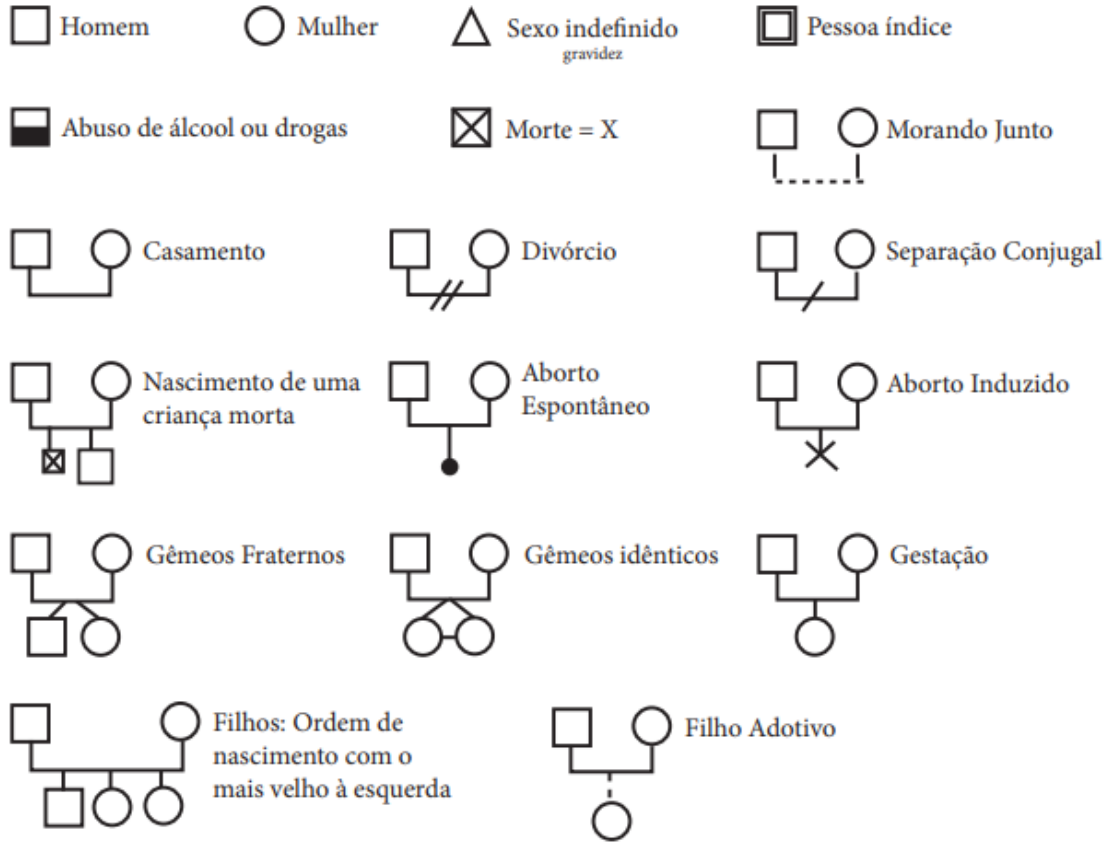 Homem
Mulher
Sexo indefinido
gravidez
Pessoa índice
Abuso de álcool ou drogas
Morte = X
Morando Junto
Casamento
Divórcio
Separação Conjugal
Nascimento de uma
criança morta
Aborto
Espontâneo
Aborto Induzido
Gêmeos Fraternos
Gêmeos idênticos
Gestação
Filhos: Ordem de
nascimento com o
mais velho à esquerda
Filho Adotivo